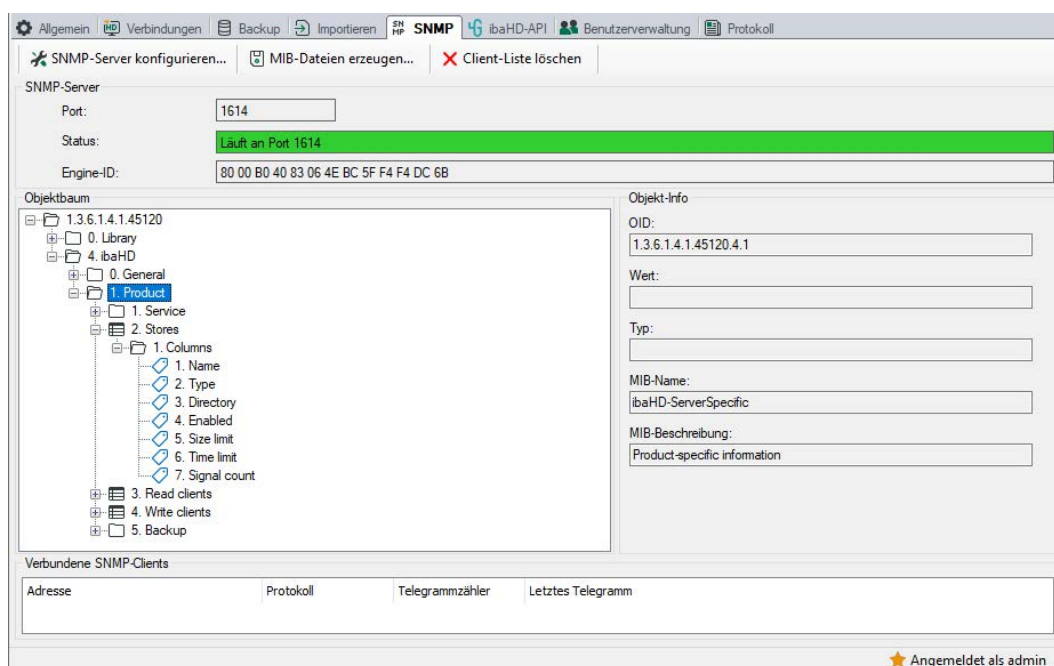 Allgemein Verbindungen Backup Importieren SNMP SNMP ibaHD-API Benutzerverwaltung Protokoll
SNMP-Server konfigurieren... MIB-Dateien erzeugen... Client-Liste löschen
SNMP-Server
Port: 1614
Status: Läuft an Port 1614
Engine-ID: 80 00 B0 40 83 06 4E BC 5F F4 F4 DC 6B
Objektbaum
1.3.6.1.4.1.45120
0. Library
4. ibaHD
0. General
1. Product
1. Service
2. Stores
1. Columns
1. Name
2. Type
3. Directory
4. Enabled
5. Size limit
6. Time limit
7. Signal count
3. Read clients
4. Write clients
5. Backup
Objekt-Info
OID:
1.3.6.1.4.1.45120.4.1
Wert:
Typ:
MIB-Name:
ibaHD-ServerSpecific
MIB-Beschreibung:
Product-specific information
Verbundene SNMP-Clients
Adresse Protokoll Telegrammzähler Letztes Telegramm
Angemeldet als admin